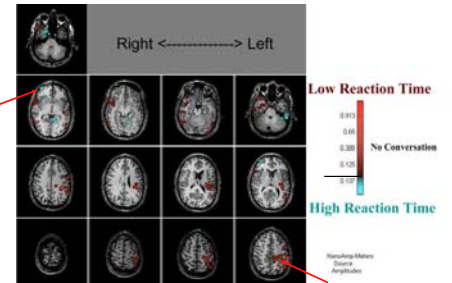 Right <-------------> Left
Low Reaction Time
0.913
0.65
0.388
No Conversation
0.125
0.137
High Reaction Time
NanoAmp-Meters
Source
Amplitudes